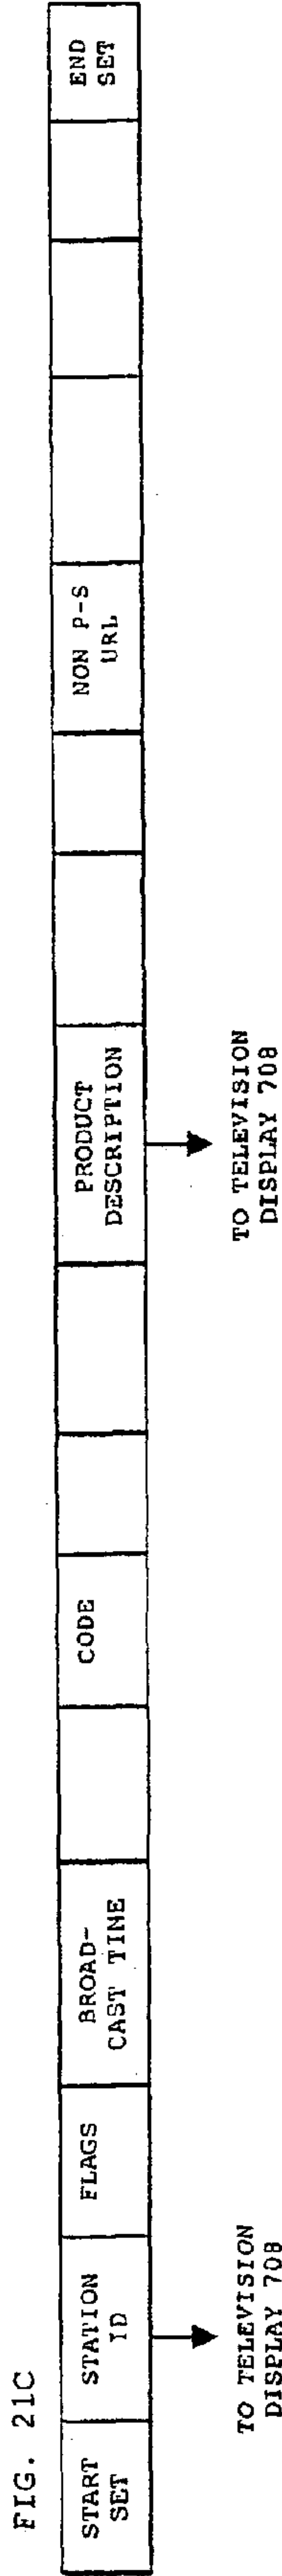 FIG. 21C
START
SET
STATION
ID
FLAGS
BROAD-
CAST TINE
CODE
PRODUCT
DESCRIPTION
NON P-S
URL
END
SET
TO TELEVISION
DISPLAY 708
TO TELEVISION
DISPLAY 708